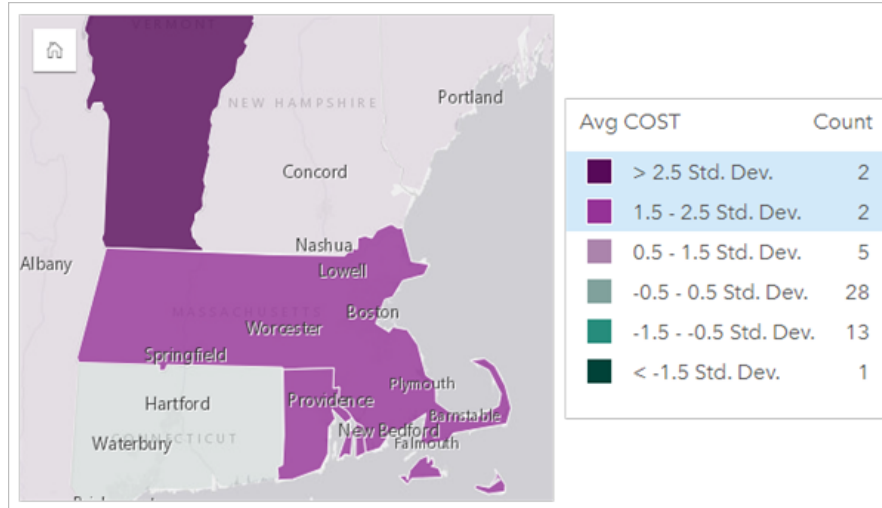 VERMONT
NEW HAMPSHIRE
Portland
Concord
Nashua
Albany
Lowell
MASSACHUSETTS
Boston
Worcester
Springfield
Plymouth
Hartford
Providence
Barnstable
New Bedford
Waterbury
CONNECTICUT
Falmouth
Avg COST Count
> 2.5 Std. Dev. 2
1.5 - 2.5 Std. Dev. 2
0.5 - 1.5 Std. Dev. 5
-0.5 - 0.5 Std. Dev. 28
-1.5 - -0.5 Std. Dev. 13
< -1.5 Std. Dev. 1